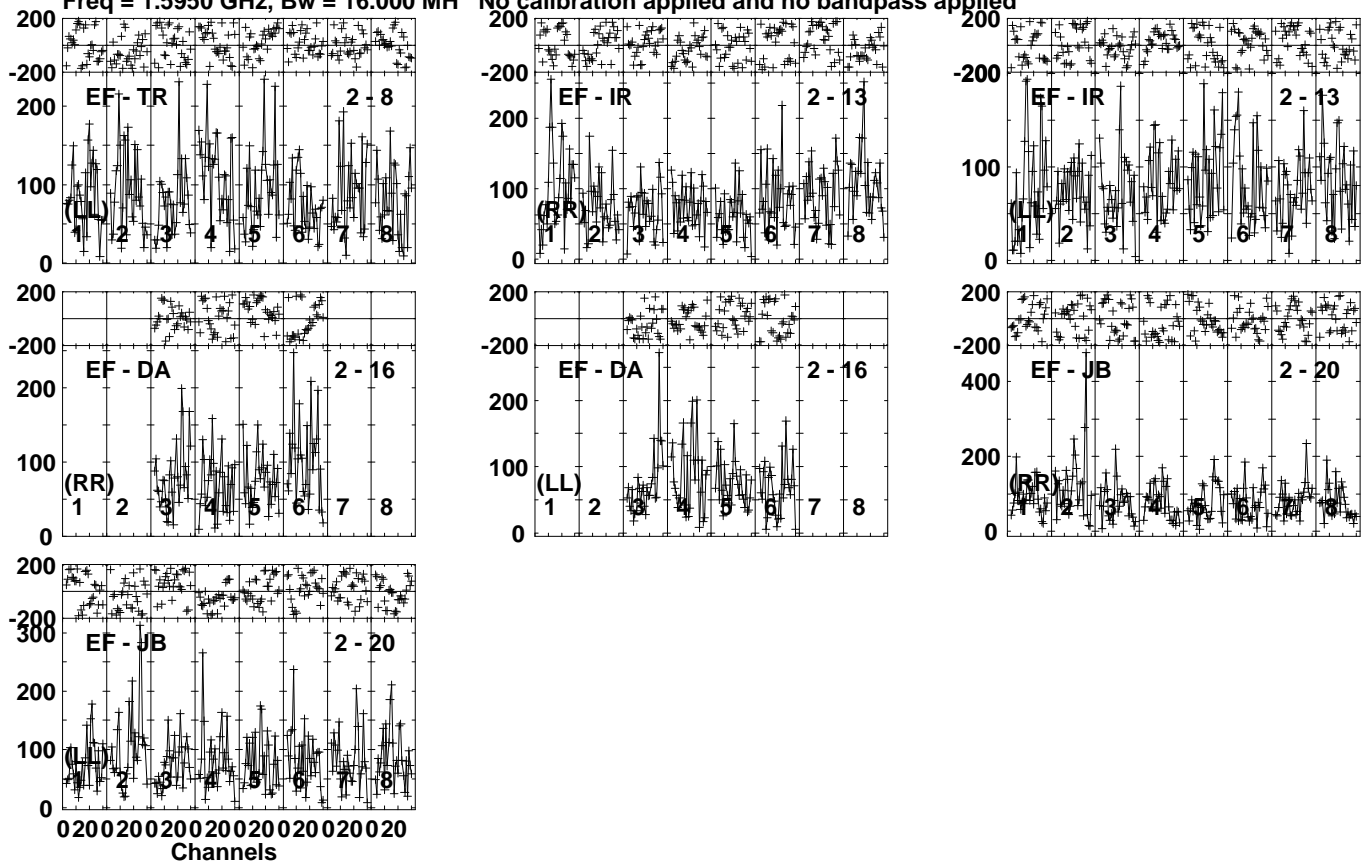 Freq = 1.5950 GHz, Bw = 16.000 MH No calibration applied and no bandpass applied
200 200 200
-200 -200 -200
EF - TR 2 - 8 EF - IR 2 - 13 EF - IR 2 - 13
200 200 200
100 100 100
(LL) (RR) (LL)
1 2 3 4 5 6 7 8 1 2 3 4 5 6 7 8 1 2 3 4 5 6 7 8
0 0 0
200 200 200
-200 -200 -200
EF - DA 2 - 16 EF - DA 2 - 16 EF - JB 2 - 20
200 200 400
100 100 200
(RR) (LL) (RR)
1 2 3 4 5 6 7 8 1 2 3 4 5 6 7 8 1 2 3 4 5 6 7 8
0 0 0
200
-200
300
EF - JB 2 - 20
200
100
(LL)
1 2 3 4 5 6 7 8
0
0 20 0 20 0 20 0 20 0 20 0 20 0 20 0 20
Channels